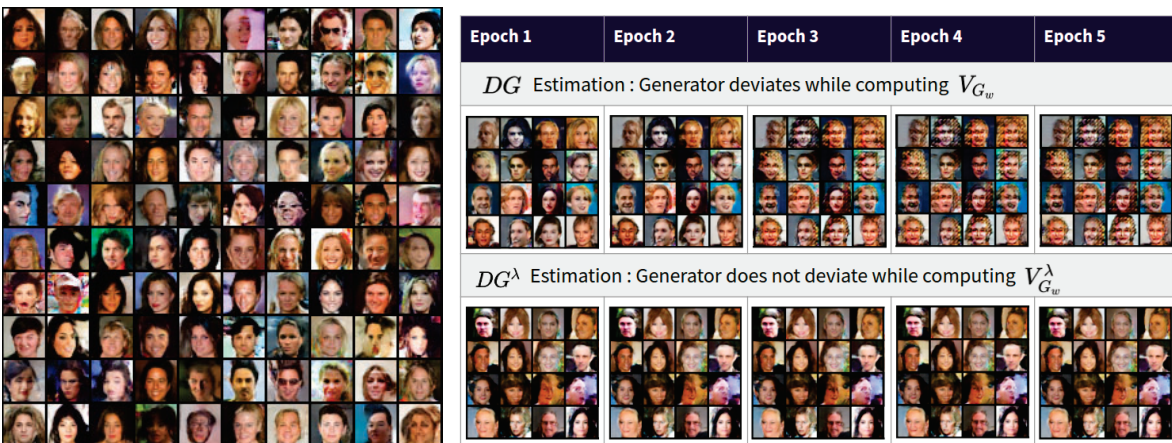 Epoch 1 Epoch 2 Epoch 3 Epoch 4 Epoch 5
DG Estimation : Generator deviates while computing V_{G_w}
DG^λ Estimation : Generator does not deviate while computing V^λ_{G_w}